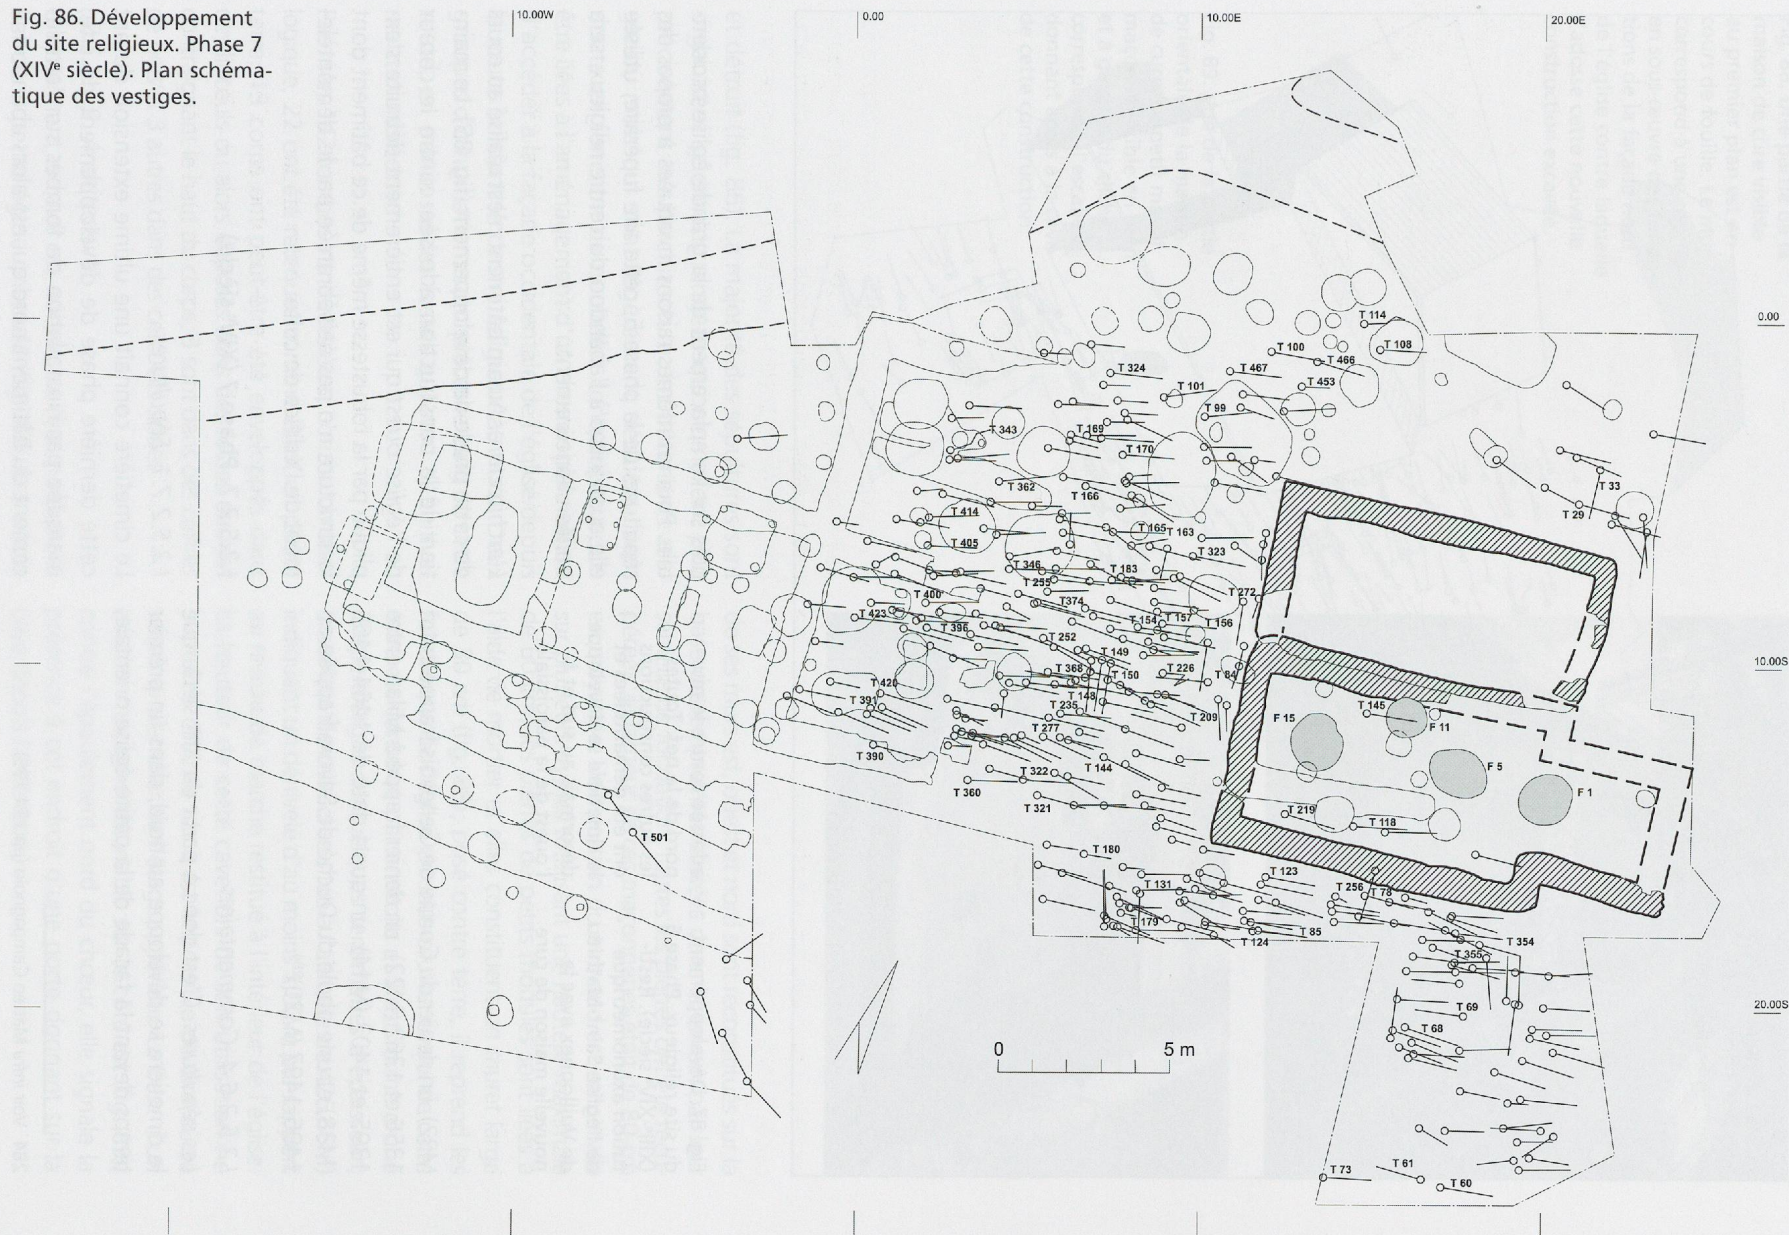 Fig. 86. Développement
du site religieux. Phase 7
(XIVe siècle). Plan schéma-
tique des vestiges.
10.00W
0.00
10.00E
20.00E
0.00
T 114
T 100
T 466
T 108
T 324
T 467
T 101
T 453
T 99
T 343
T 169
T 170
T 362
T 166
T 33
T 414
T 29
T 165
T 163
T 405
T 323
T 346
T 183
T 255
T 400
T374
T 272
T 423
T 154
T 157
T 156
T 396
T 252
T 149
10.00S
T 368
T 226
T 150
T 84
T 420
T 148
T 391
T 235
T 209
T 145
F 15
F 11
T 277
T 390
T 144
F 5
T 322
T 360
F 1
T 321
T 219
T 118
T 501
T 180
T 123
T 131
T 256
T 78
T 179
T 85
T 124
T 354
T 355
T 69
20.00S
T 68
0
5 m
T 73
T 61
T 60